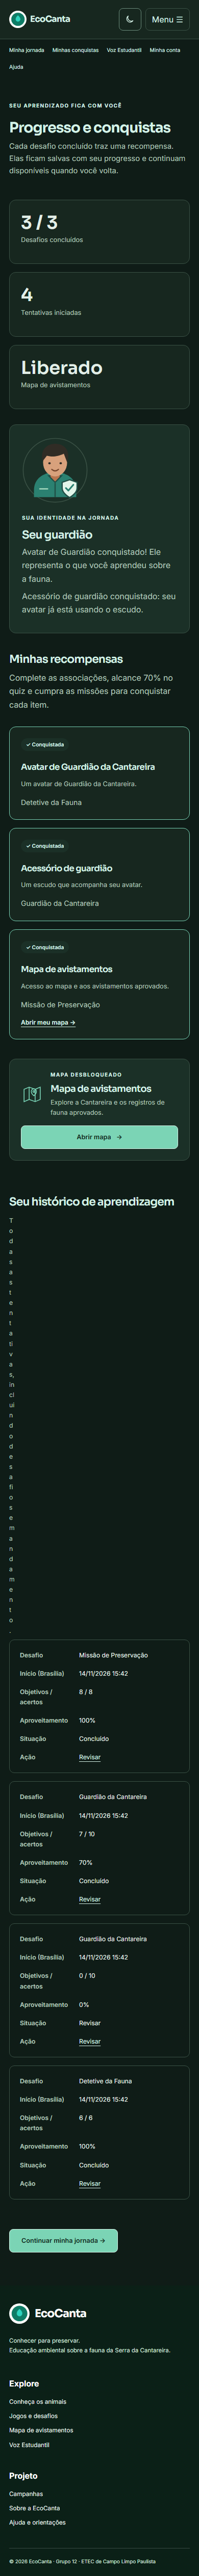 EcoCanta
Menu ☰
Minha jornada Minhas conquistas Voz Estudantil Minha conta
Ajuda
SEU APRENDIZADO FICA COM VOCÊ
Progresso e conquistas
Cada desafio concluído traz uma recompensa.
Elas ficam salvas com seu progresso e continuam
disponíveis quando você volta.
3 / 3
Desafios concluídos
4
Tentativas iniciadas
Liberado
Mapa de avistamentos
SUA IDENTIDADE NA JORNADA
Seu guardião
Avatar de Guardião conquistado! Ele
representa o que você aprendeu sobre
a fauna.
Acessório de guardião conquistado: seu
avatar já está usando o escudo.
Minhas recompensas
Complete as associações, alcance 70% no
quiz e cumpra as missões para conquistar
cada item.
✓ Conquistada
Avatar de Guardião da Cantareira
Um avatar de Guardião da Cantareira.
Detetive da Fauna
✓ Conquistada
Acessório de guardião
Um escudo que acompanha seu avatar.
Guardião da Cantareira
✓ Conquistada
Mapa de avistamentos
Acesso ao mapa e aos avistamentos aprovados.
Missão de Preservação
Abrir meu mapa →
MAPA DESBLOQUEADO
Mapa de avistamentos
Explore a Cantareira e os registros de
fauna aprovados.
Abrir mapa →
Seu histórico de aprendizagem
T
o
d
a
s
a
s
t
e
n
t
a
ti
v
a
s,
in
cl
ui
n
d
o
d
e
s
a
fi
o
s
e
m
a
n
d
a
m
e
n
t
o
.
Desafio Missão de Preservação
Início (Brasília) 14/11/2026 15:42
Objetivos / 8 / 8
acertos
Aproveitamento 100%
Situação Concluído
Ação Revisar
Desafio Guardião da Cantareira
Início (Brasília) 14/11/2026 15:42
Objetivos / 7 / 10
acertos
Aproveitamento 70%
Situação Concluído
Ação Revisar
Desafio Guardião da Cantareira
Início (Brasília) 14/11/2026 15:42
Objetivos / 0 / 10
acertos
Aproveitamento 0%
Situação Revisar
Ação Revisar
Desafio Detetive da Fauna
Início (Brasília) 14/11/2026 15:42
Objetivos / 6 / 6
acertos
Aproveitamento 100%
Situação Concluído
Ação Revisar
Continuar minha jornada →
EcoCanta
Conhecer para preservar.
Educação ambiental sobre a fauna da Serra da Cantareira.
Explore
Conheça os animais
Jogos e desafios
Mapa de avistamentos
Voz Estudantil
Projeto
Campanhas
Sobre a EcoCanta
Ajuda e orientações
© 2026 EcoCanta · Grupo 12 · ETEC de Campo Limpo Paulista